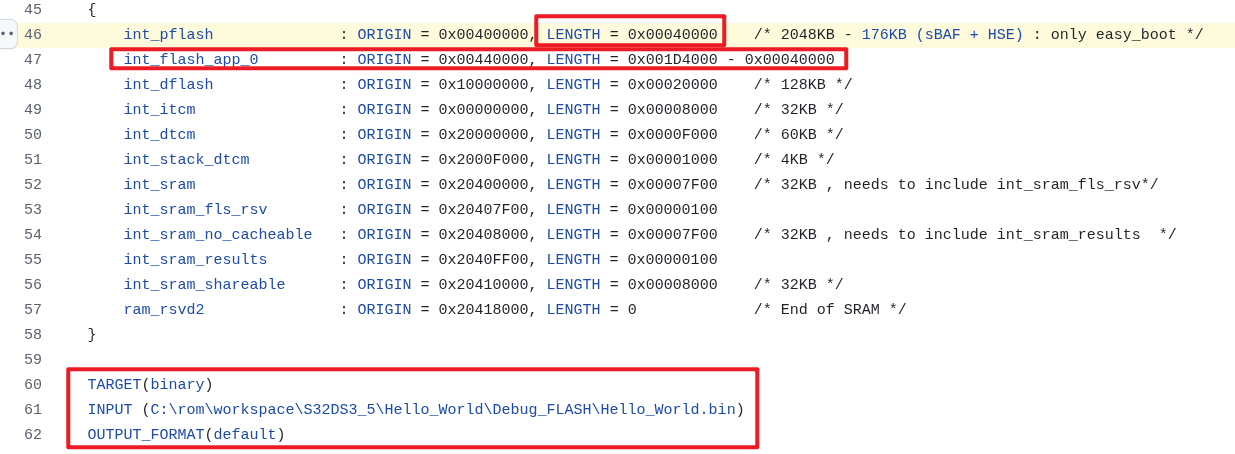 45 {
46 int_pflash : ORIGIN = 0x00400000, LENGTH = 0x00040000 /* 2048KB - 176KB (sBAF + HSE) : only easy_boot */
47 int_flash_app_0 : ORIGIN = 0x00440000, LENGTH = 0x001D4000 - 0x00040000
48 int_dflash : ORIGIN = 0x10000000, LENGTH = 0x00020000 /* 128KB */
49 int_itcm : ORIGIN = 0x00000000, LENGTH = 0x00008000 /* 32KB */
50 int_dtcm : ORIGIN = 0x20000000, LENGTH = 0x0000F000 /* 60KB */
51 int_stack_dtcm : ORIGIN = 0x2000F000, LENGTH = 0x00001000 /* 4KB */
52 int_sram : ORIGIN = 0x20400000, LENGTH = 0x00007F00 /* 32KB , needs to include int_sram_fls_rsv*/
53 int_sram_fls_rsv : ORIGIN = 0x20407F00, LENGTH = 0x00000100
54 int_sram_no_cacheable : ORIGIN = 0x20408000, LENGTH = 0x00007F00 /* 32KB , needs to include int_sram_results */
55 int_sram_results : ORIGIN = 0x2040FF00, LENGTH = 0x00000100
56 int_sram_shareable : ORIGIN = 0x20410000, LENGTH = 0x00008000 /* 32KB */
57 ram_rsvd2 : ORIGIN = 0x20418000, LENGTH = 0 /* End of SRAM */
58 }
59
60 TARGET(binary)
61 INPUT (C:\rom\workspace\S32DS3_5\Hello_World\Debug_FLASH\Hello_World.bin)
62 OUTPUT_FORMAT(default)